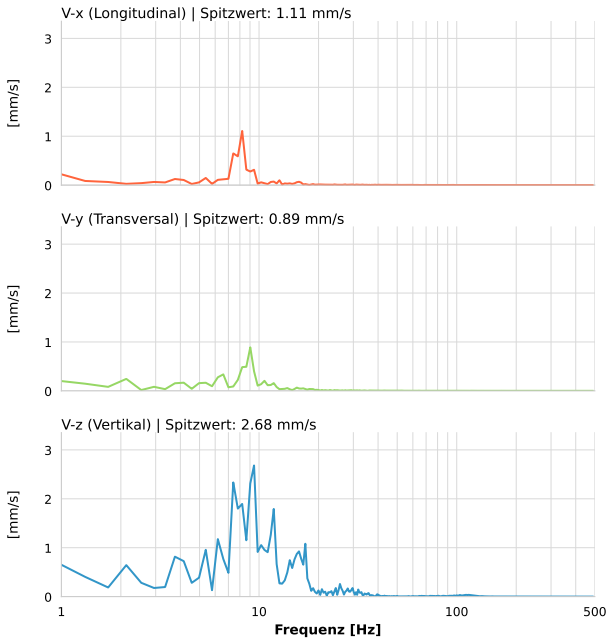 V-x (Longitudinal) | Spitzwert: 1.11 mm/s
3
2
1
0
[mm/s]
V-y (Transversal) | Spitzwert: 0.89 mm/s
3
2
1
0
[mm/s]
V-z (Vertikal) | Spitzwert: 2.68 mm/s
3
2
1
0
[mm/s]
1 10 100 500
Frequenz [Hz]